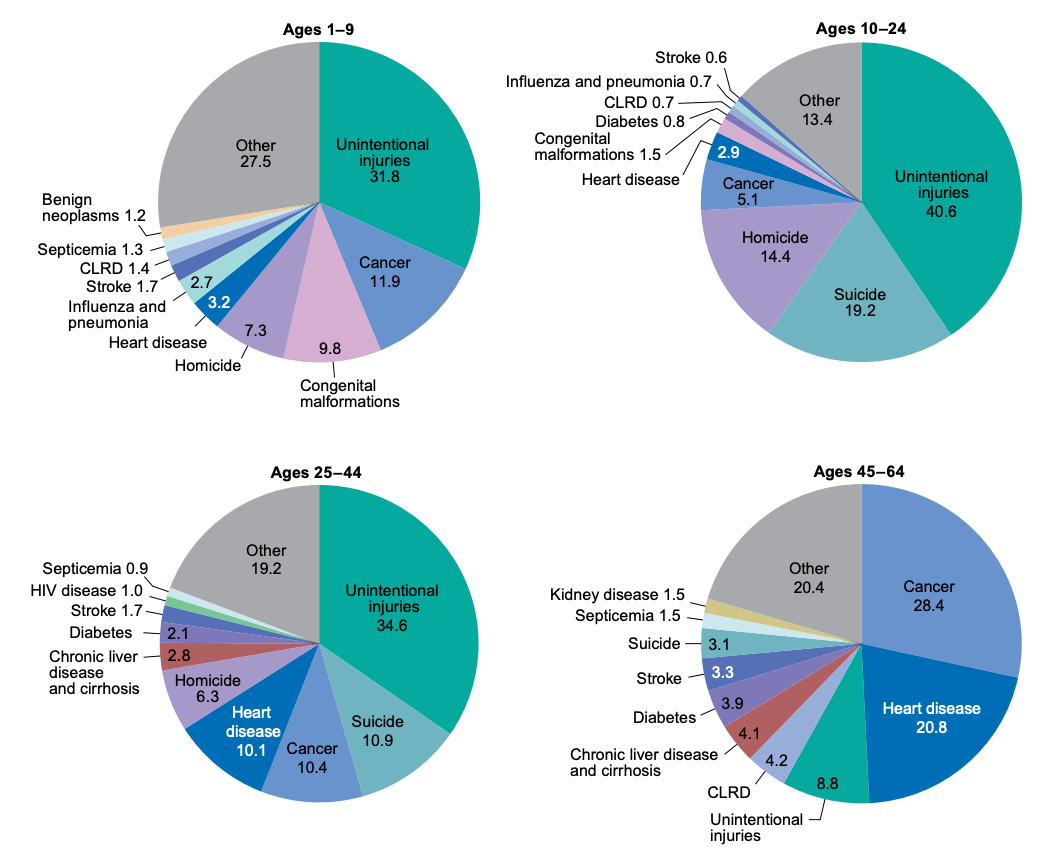 Ages 1–9
Other
27.5
Unintentional
injuries
31.8
Cancer
11.9
9.8
Congenital
malformations
7.3
Homicide
3.2
Heart disease
2.7
Influenza and
pneumonia
Stroke 1.7
CLRD 1.4
Septicemia 1.3
Benign
neoplasms 1.2
Ages 10–24
Other
13.4
Unintentional
injuries
40.6
Suicide
19.2
Homicide
14.4
Cancer
5.1
2.9
Heart disease
Congenital
malformations 1.5
Diabetes 0.8
CLRD 0.7
Influenza and pneumonia 0.7
Stroke 0.6
Ages 25–44
Other
19.2
Unintentional
injuries
34.6
Suicide
10.9
Cancer
10.4
Heart
disease
10.1
Homicide
6.3
2.8
Chronic liver
disease
and cirrhosis
2.1
Diabetes
Stroke 1.7
HIV disease 1.0
Septicemia 0.9
Ages 45–64
Other
20.4
Cancer
28.4
Heart disease
20.8
8.8
Unintentional
injuries
4.2
CLRD
4.1
Chronic liver disease
and cirrhosis
3.9
Diabetes
3.3
Stroke
3.1
Suicide
Septicemia 1.5
Kidney disease 1.5